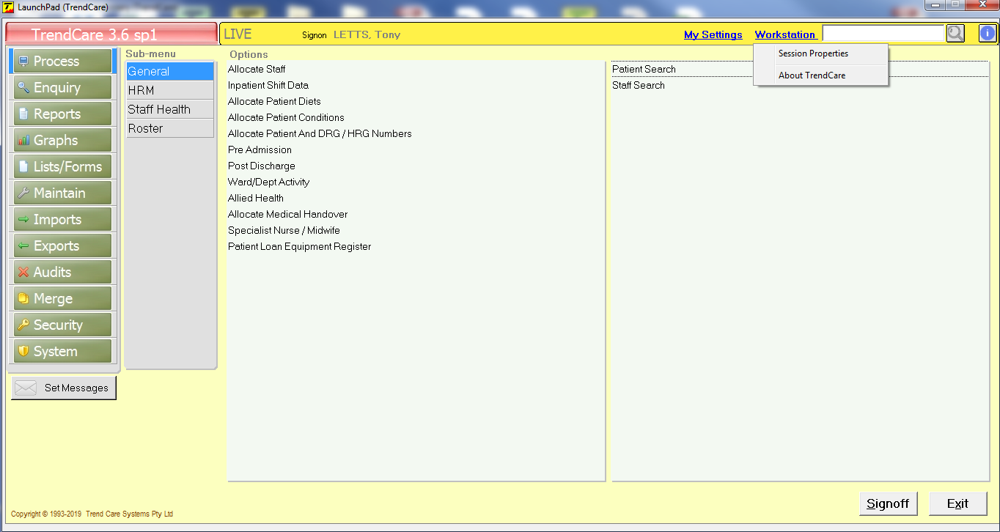 LaunchPad (TrendCare)
TrendCare 3.6 sp1
LIVE
Signon LETTS, Tony
My Settings
Workstation
Session Properties
About TrendCare
Process
Enquiry
Reports
Graphs
Lists/Forms
Maintain
Imports
Exports
Audits
Merge
Security
System
Set Messages
Sub-menu
General
HRM
Staff Health
Roster
Options
Allocate Staff
Inpatient Shift Data
Allocate Patient Diets
Allocate Patient Conditions
Allocate Patient And DRG / HRG Numbers
Pre Admission
Post Discharge
Ward/Dept Activity
Allied Health
Allocate Medical Handover
Specialist Nurse / Midwife
Patient Loan Equipment Register
Patient Search
Staff Search
Signoff
Exit
Copyright © 1993-2019 Trend Care Systems Pty Ltd